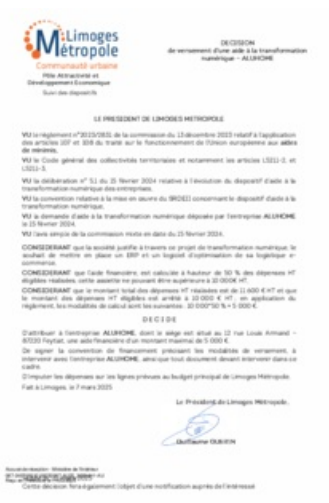 Limoges
Métropole
Communauté urbaine
Pôle Attractivité et
Développement Economique
Suivi des dispositifs
DECISION
de versement d'une aide à la transformation
numérique – ALUHOME
LE PRESIDENT DE LIMOGES METROPOLE
VU le règlement n°2023/2831 de la commission du 13 décembre 2023 relatif à l'application
des articles 107 et 108 du traité sur le fonctionnement de l'Union européenne aux aides
de minimis,
VU le Code général des collectivités territoriales et notamment les articles L5211-2, et
L5211-3,
VU la délibération n° 5.1 du 15 février 2024 relative à l'évolution du dispositif d'aide à la
transformation numérique des entreprises,
VU la convention relative à la mise en œuvre du SRDEII concernant le dispositif d'aide à la
transformation numérique,
VU la demande d'aide à la transformation numérique déposée par l'entreprise ALUHOME
le 15 février 2024,
VU l'avis simple de la commission mixte en date du 15 février 2024,
CONSIDERANT que la société justifie à travers ce projet de transformation numérique, le
souhait de mettre en place un ERP et un logiciel d'optimisation de sa logistique e-
commerce.
CONSIDERANT que l'aide financière, est calculée à hauteur de 50 % des dépenses HT
éligibles réalisées, cette assiette ne pouvant être supérieure à 10 000€ HT.
CONSIDERANT que le montant total des dépenses HT réalisées est de 11 600 € HT et que
le montant des dépenses HT éligibles est arrêté à 10 000 € HT, en application du
règlement, les modalités de calcul sont les suivantes : 10 000*50 % = 5 000 €.
D E C I D E
D'attribuer à l'entreprise ALUHOME, dont le siège est situé au 12 rue Louis Armand –
87220 Feytiat, une aide financière d'un montant maximal de 5 000 €.
De signer la convention de financement précisant les modalités de versement, à
intervenir avec l'entreprise ALUHOME, ainsi que tout document devant intervenir dans ce
cadre.
D'imputer les dépenses sur les lignes prévues au budget principal de Limoges Métropole.
Fait à Limoges, le 7 mars 2025
Le Président de Limoges Métropole,
Guillaume GUERIN
Accusé de réception - Ministère de l'Intérieur
Cette décision fera également l'objet d'une notification auprès de l'intéressé